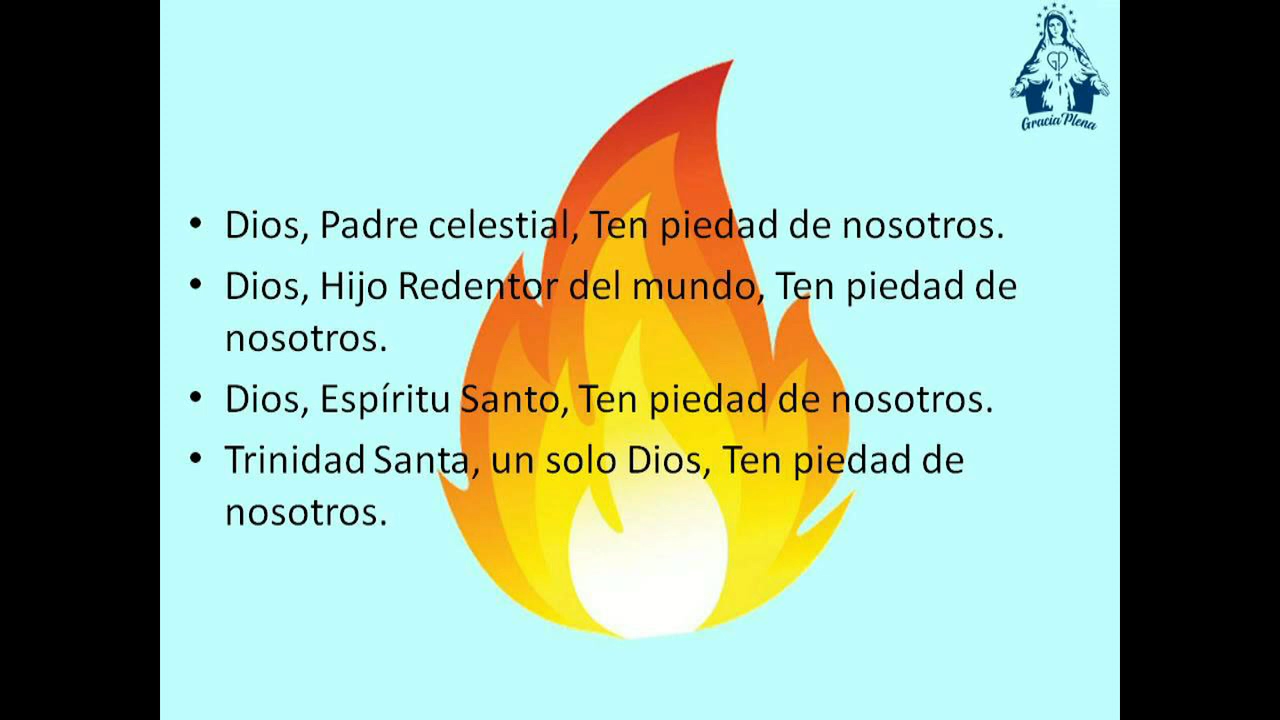 Gracia Plena
• Dios, Padre celestial, Ten piedad de nosotros.
• Dios, Hijo Redentor del mundo, Ten piedad de
nosotros.
• Dios, Espíritu Santo, Ten piedad de nosotros.
• Trinidad Santa, un solo Dios, Ten piedad de
nosotros.